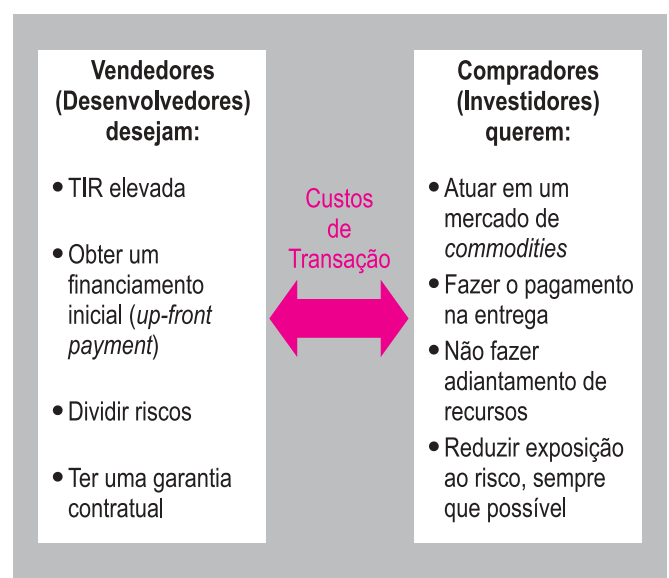 Vendedores
(Desenvolvedores)
desejam:
• TIR elevada
• Obter um
financiamento
inicial (up-front
payment)
• Dividir riscos
• Ter uma garantia
contratual
Custos
de
Transação
Compradores
(Investidores)
querem:
• Atuar em um
mercado de
commodities
• Fazer o pagamento
na entrega
• Não fazer
adiantamento de
recursos
• Reduzir exposição
ao risco, sempre
que possível